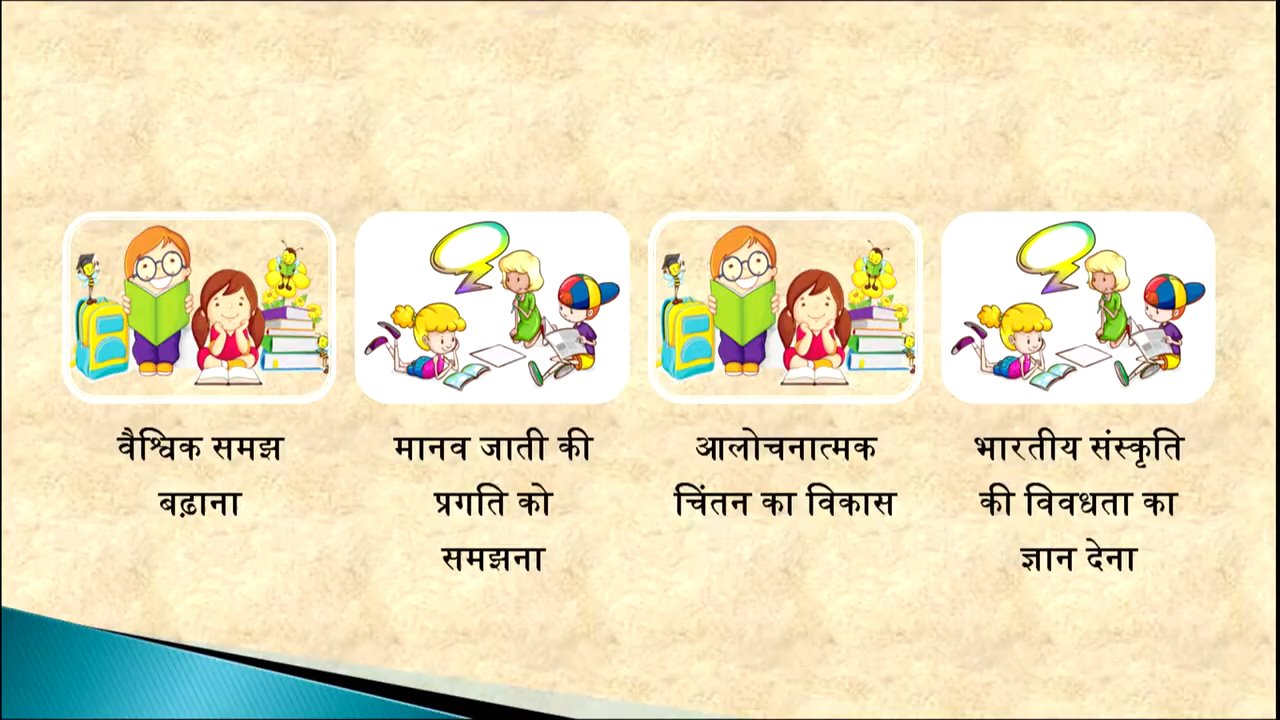 वैश्विक समझ
बढ़ाना
मानव जाती की
प्रगति को
समझना
आलोचनात्मक
चिंतन का विकास
भारतीय संस्कृति
की विवधता का
ज्ञान देना